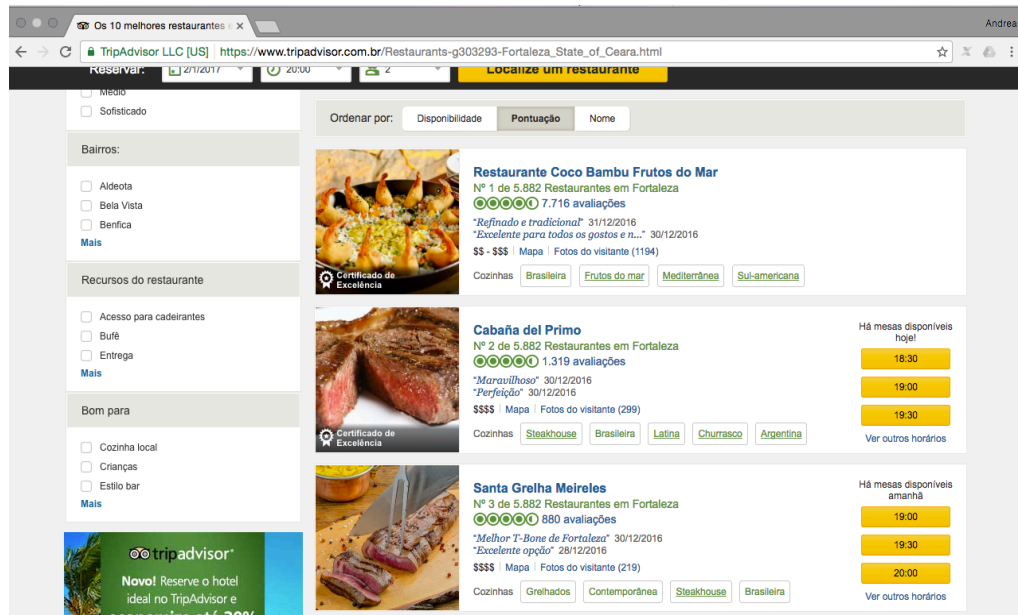 Os 10 melhores restaurantes e
Andrea
TripAdvisor LLC [US] https://www.tripadvisor.com.br/Restaurants-g303293-Fortaleza_State_of_Ceara.html
Reservar: 2/1/2017 20:00 2 Localize um restaurante
Médio
Sofisticado
Bairros:
Aldeota
Bela Vista
Benfica
Mais
Recursos do restaurante
Acesso para cadeirantes
Bufê
Entrega
Mais
Bom para
Cozinha local
Crianças
Estilo bar
Mais
tripadvisor
Novo! Reserve o hotel
ideal no TripAdvisor e
economize até 30%
Ordenar por: Disponibilidade Pontuação Nome
Certificado de
Excelência
Restaurante Coco Bambu Frutos do Mar
Nº 1 de 5.882 Restaurantes em Fortaleza
7.716 avaliações
"Refinado e tradicional" 31/12/2016
"Excelente para todos os gostos e n..." 30/12/2016
$$ - $$$ Mapa Fotos do visitante (1194)
Cozinhas Brasileira Frutos do mar Mediterrânea Sul-americana
Certificado de
Excelência
Cabaña del Primo
Nº 2 de 5.882 Restaurantes em Fortaleza
1.319 avaliações
"Maravilhoso" 30/12/2016
"Perfeição" 30/12/2016
$$$$ Mapa Fotos do visitante (299)
Cozinhas Steakhouse Brasileira Latina Churrasco Argentina
Há mesas disponíveis
hoje!
18:30
19:00
19:30
Ver outros horários
Santa Grelha Meireles
Nº 3 de 5.882 Restaurantes em Fortaleza
880 avaliações
"Melhor T-Bone de Fortaleza" 30/12/2016
"Excelente opção" 28/12/2016
$$$$ Mapa Fotos do visitante (219)
Cozinhas Grelhados Contemporânea Steakhouse Brasileira
Há mesas disponíveis
amanhã
19:00
19:30
20:00
Ver outros horários